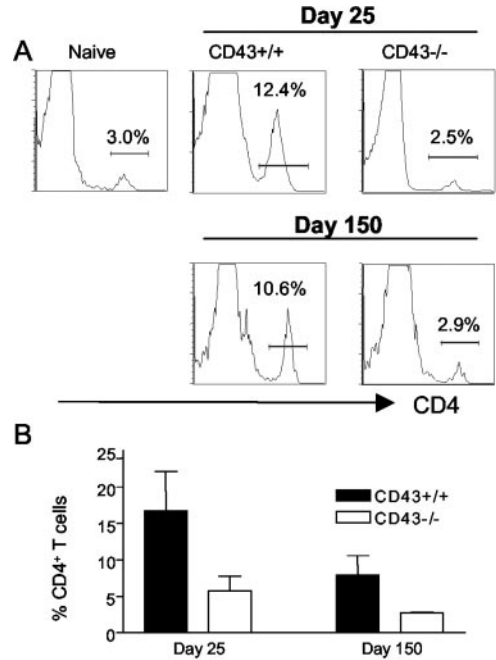 Day 25
A
Naive
CD43+/+
CD43-/-
3.0%
12.4%
2.5%
Day 150
10.6%
2.9%
CD4
B
% CD4⁺ T cells
25
20
15
10
5
0
CD43+/+
CD43-/-
Day 25
Day 150